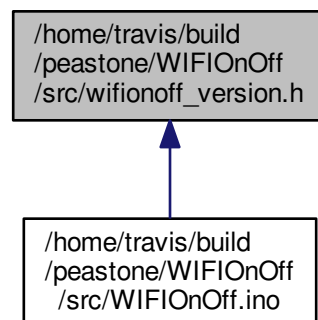 /home/travis/build
/peastone/WIFIOnOff
/src/wifionoff_version.h
/home/travis/build
/peastone/WIFIOnOff
/src/WIFIOnOff.ino